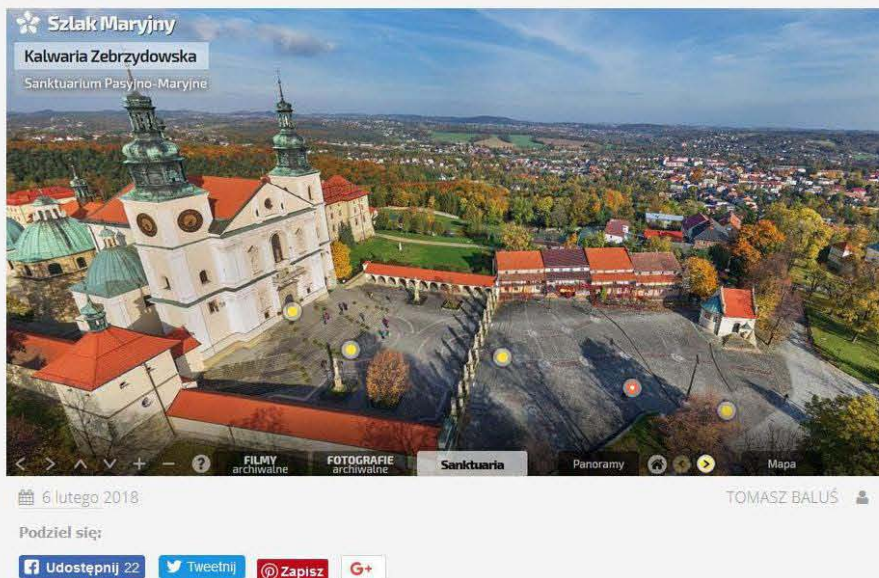 Szlak Maryjny
Kalwaria Zebrzydowska
Sanktuarium Pasyjno-Maryjne
FILMY
archiwalne
FOTOGRAFIE
archiwalne
Sanktuaria
Panoramy
Mapa
6 lutego 2018
TOMASZ BALUŚ
Podziel się:
Udostępnij 22
Tweetnij
Zapisz
G+